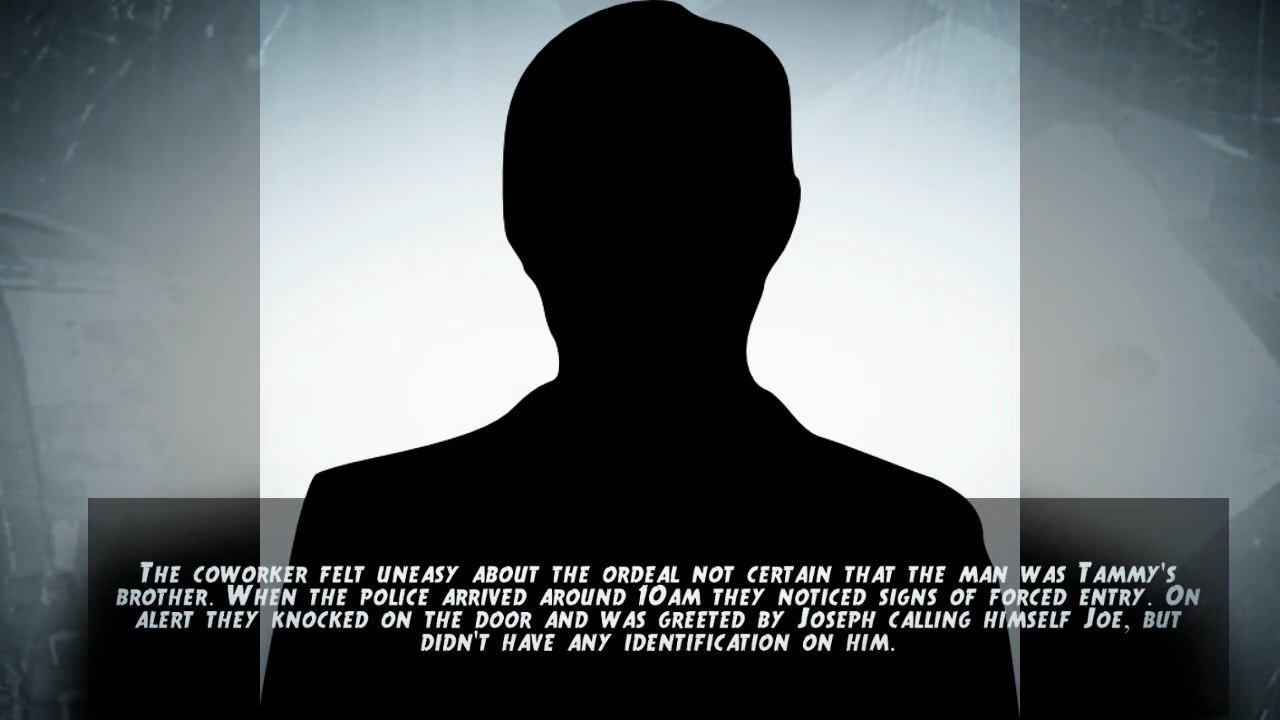 The coworker felt uneasy about the ordeal not certain that the man was Tammy's
brother. When the police arrived around 10am they noticed signs of forced entry. On
alert they knocked on the door and was greeted by Joseph calling himself Joe, but
didn't have any identification on him.